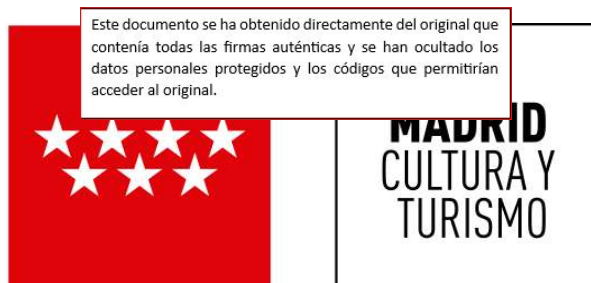 Este documento se ha obtenido directamente del original que
contenía todas las firmas auténticas y se han ocultado los
datos personales protegidos y los códigos que permitirían
acceder al original.
MADRID
CULTURA Y
TURISMO